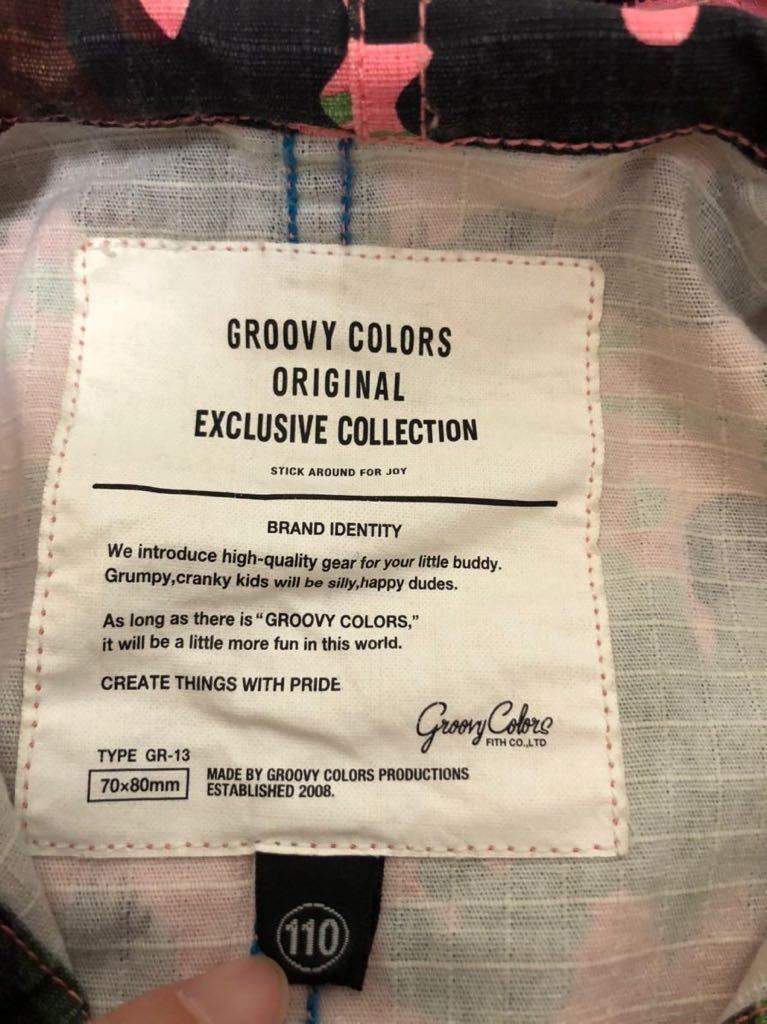 GROOVY COLORS
ORIGINAL
EXCLUSIVE COLLECTION
STICK AROUND FOR JOY
BRAND IDENTITY
We introduce high-quality gear for your little buddy.
Grumpy,cranky kids will be silly,happy dudes.
As long as there is “GROOVY COLORS,”
it will be a little more fun in this world.
CREATE THINGS WITH PRIDE
Groovy Colors
FITH CO.,LTD
TYPE GR-13
70×80mm
MADE BY GROOVY COLORS PRODUCTIONS
ESTABLISHED 2008.
110